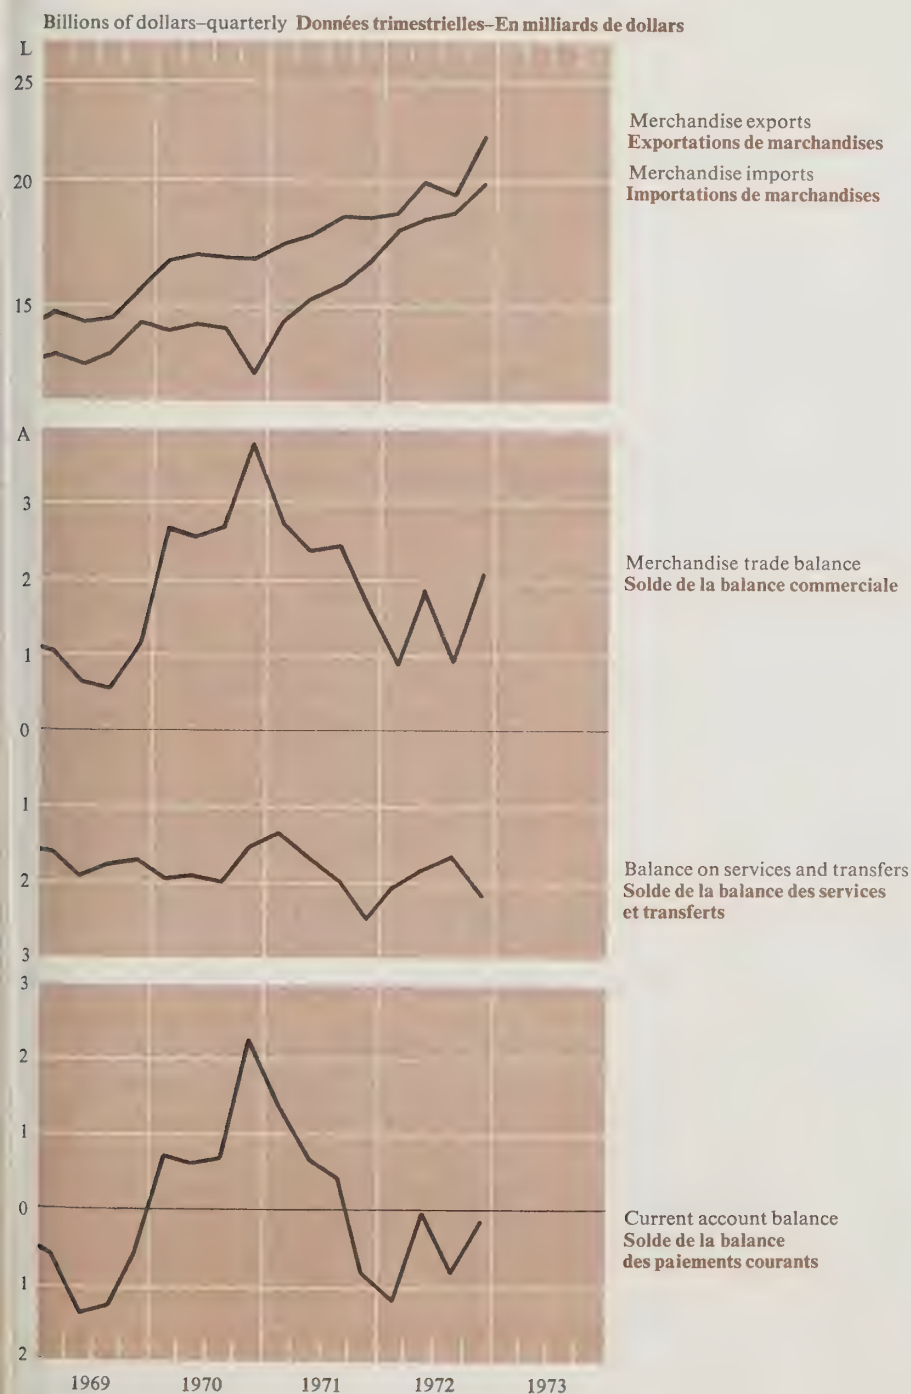 Billions of dollars–quarterly Données trimestrielles–En milliards de dollars
L
25
20
15
Merchandise exports
Exportations de marchandises
Merchandise imports
Importations de marchandises
A
3
2
1
0
1
2
3
Merchandise trade balance
Solde de la balance commerciale
Balance on services and transfers
Solde de la balance des services
et transferts
3
2
1
0
1
2
Current account balance
Solde de la balance
des paiements courants
1969 1970 1971 1972 1973